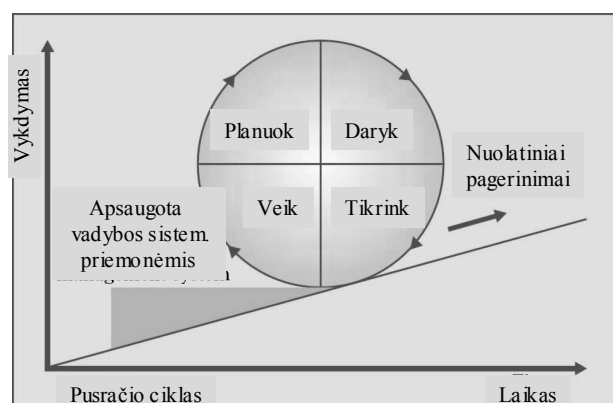 Vykdymas
Planuok
Daryk
Nuolatiniai
pagerinimai
Veik
Tikrink
Apsaugota
vadybos sistem.
priemonėmis
Pusračio ciklas
Laikas